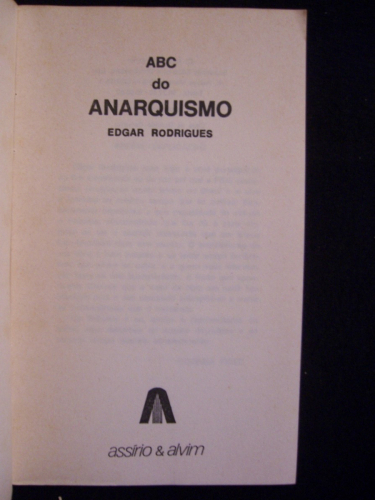 ABC
do
ANARQUISMO
EDGAR RODRIGUES
assírio & alvim